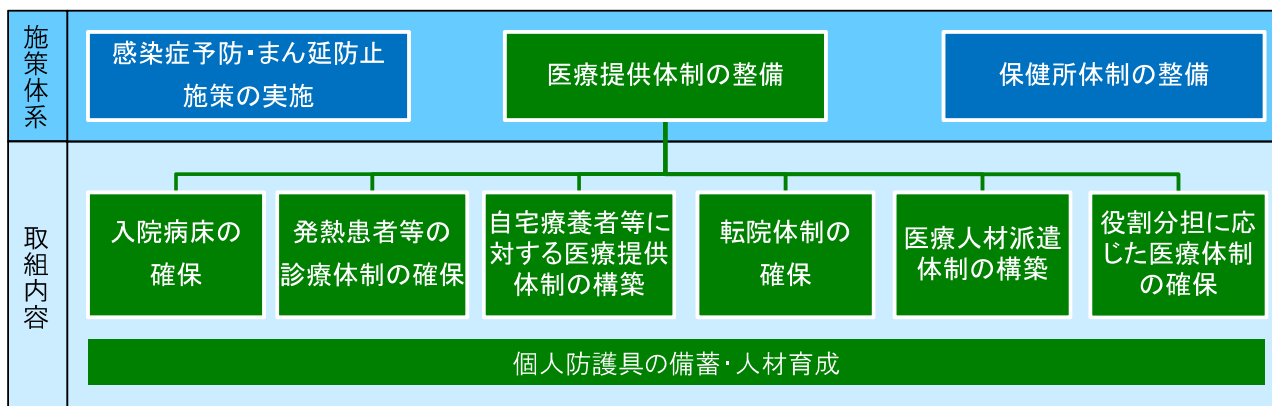 施策体系
感染症予防・まん延防止
施策の実施
医療提供体制の整備
保健所体制の整備
取組内容
入院病床の
確保
発熱患者等の
診療体制の確保
自宅療養者等に
対する医療提供
体制の構築
転院体制の
確保
医療人材派遣
体制の構築
役割分担に応
じた医療体制
の確保
個人防護具の備蓄・人材育成